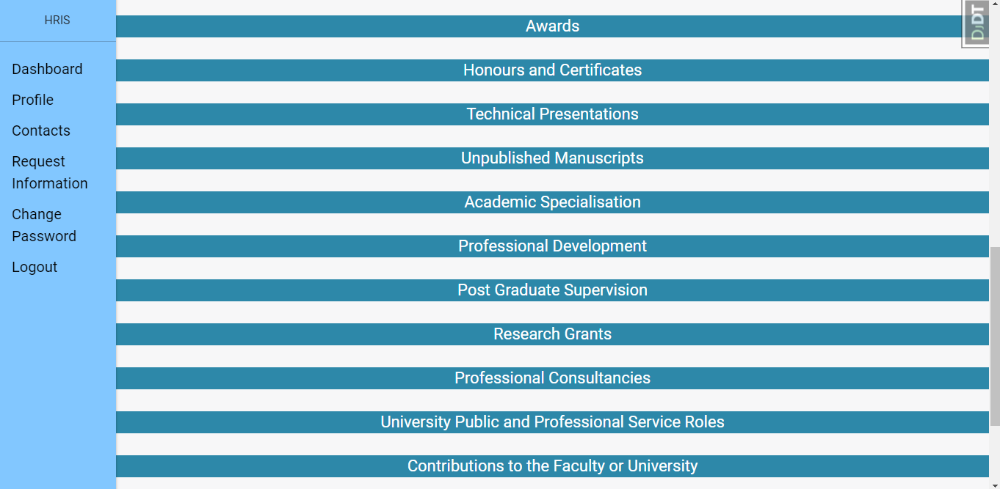 HRIS
Dashboard
Profile
Contacts
Request
Information
Change
Password
Logout
Awards
Honours and Certificates
Technical Presentations
Unpublished Manuscripts
Academic Specialisation
Professional Development
Post Graduate Supervision
Research Grants
Professional Consultancies
University Public and Professional Service Roles
Contributions to the Faculty or University
DjDT